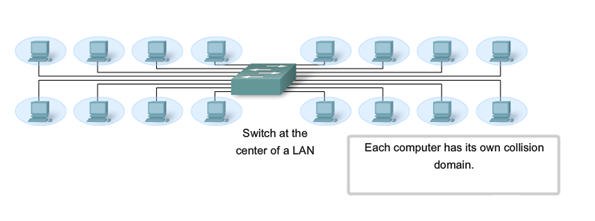 Switch at the
center of a LAN
Each computer has its own collision
domain.